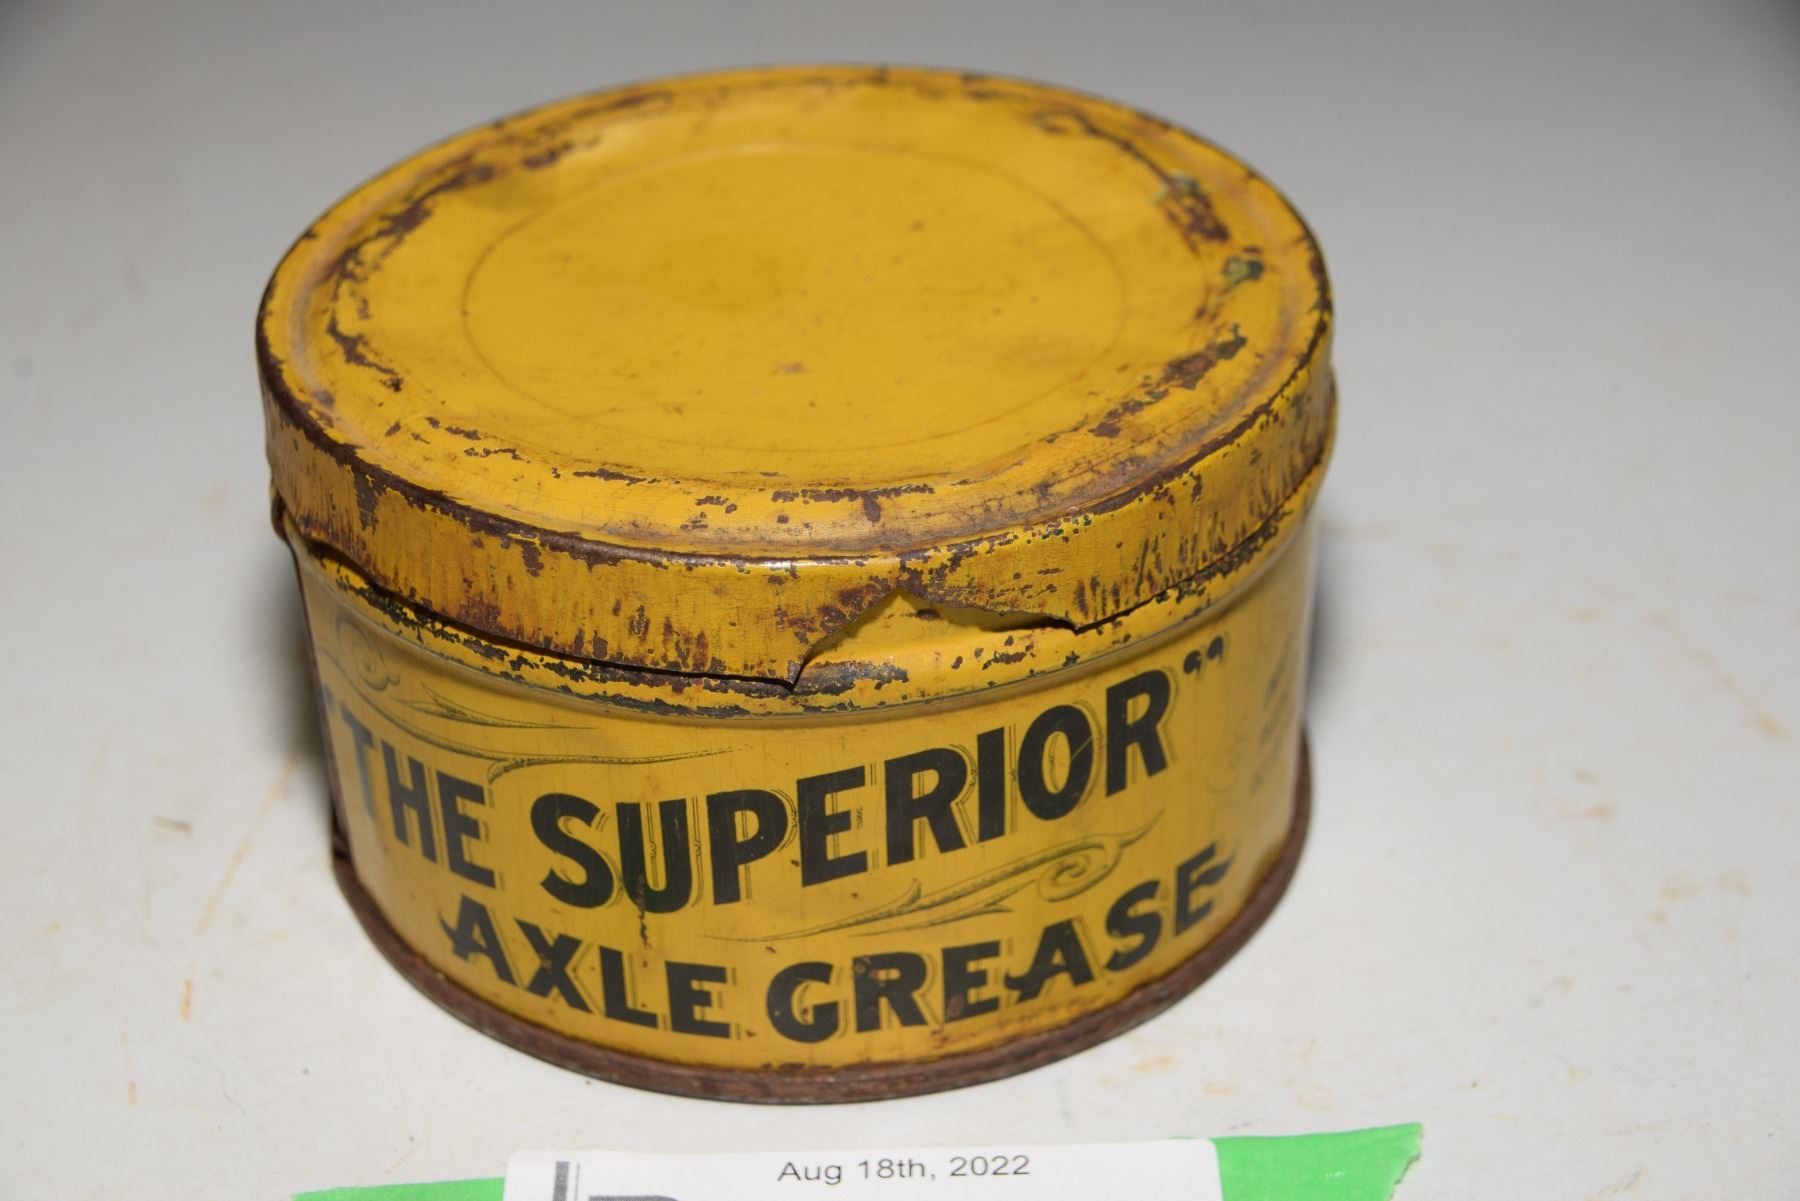 "THE SUPERIOR"
AXLE GREASE
Aug 18th, 2022